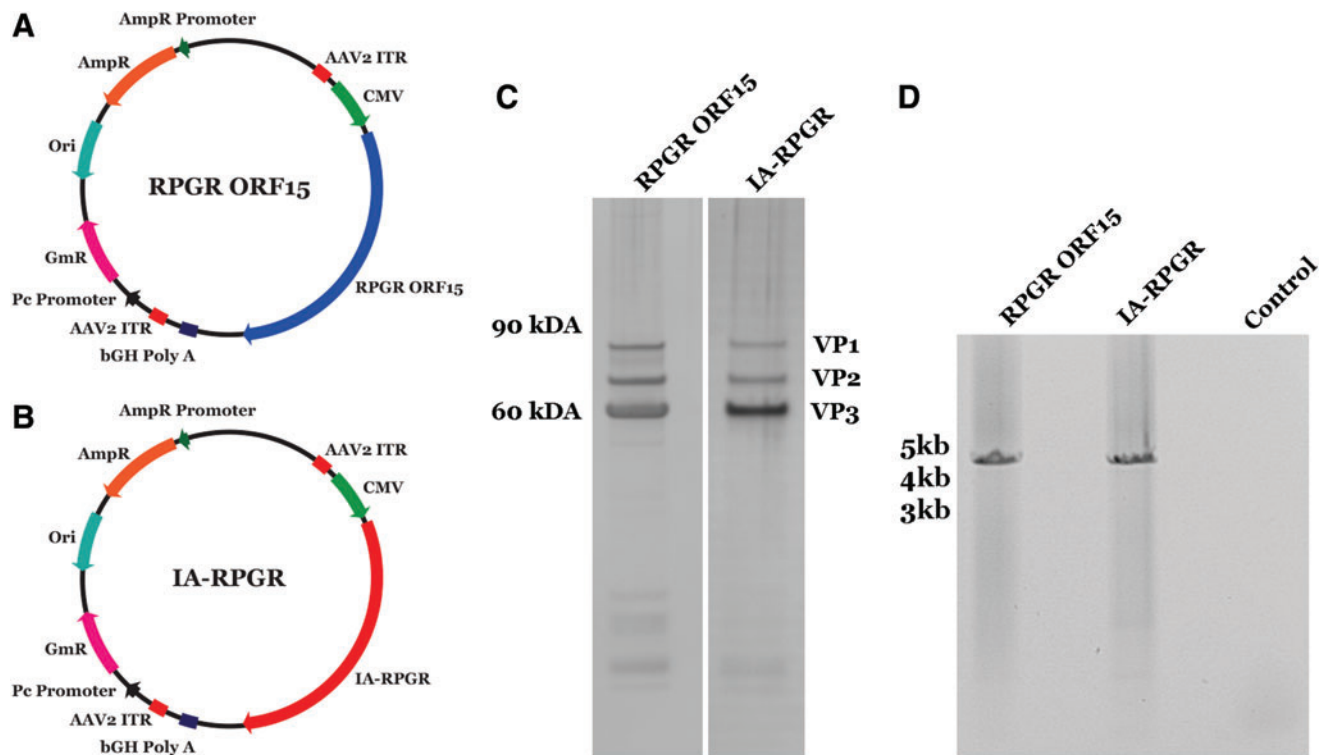 A
AmpR Promoter
AAV2 ITR
AmpR
CMV
Ori
RPGR ORF15
GmR
RPGR ORF15
Pc Promoter
AAV2 ITR
bGH Poly A
B
AmpR Promoter
AAV2 ITR
AmpR
CMV
Ori
IA-RPGR
GmR
IA-RPGR
Pc Promoter
AAV2 ITR
bGH Poly A
C
RPGR ORF15
IA-RPGR
90 kDA
VP1
VP2
60 kDA
VP3
D
RPGR ORF15
IA-RPGR
Control
5kb
4kb
3kb